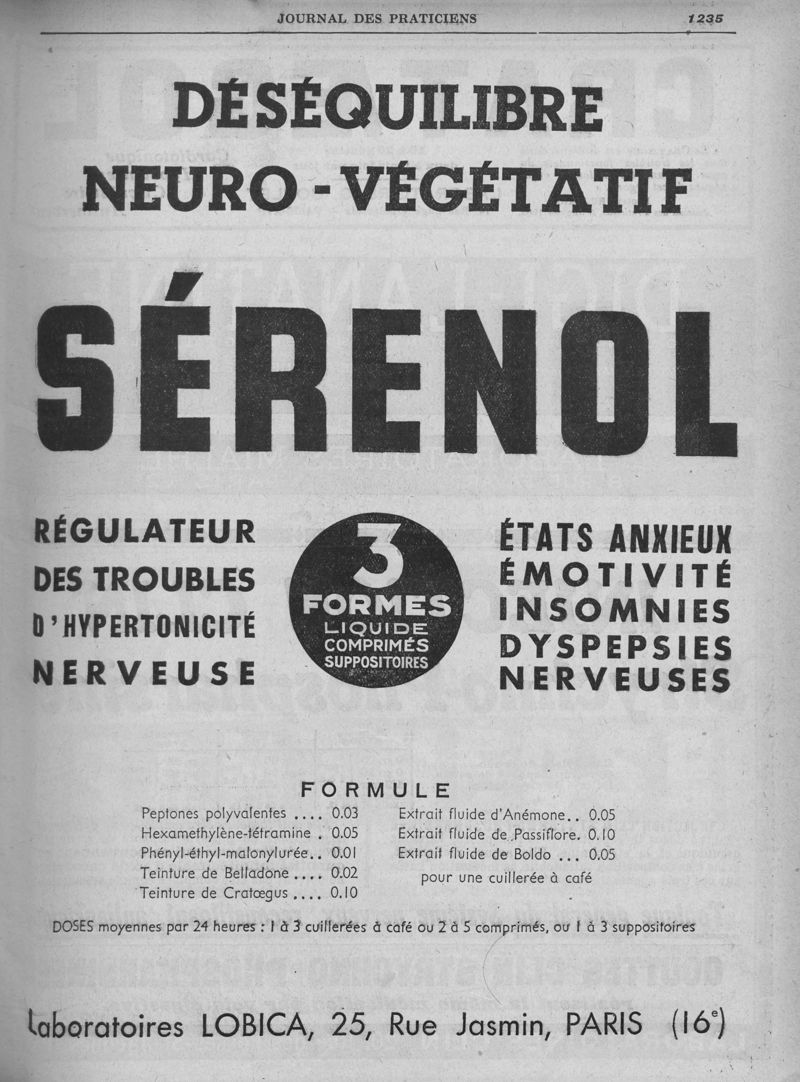 JOURNAL DES PRATICIENS 1235
DÉSÉQUILIBRE
NEURO - VÉGÉTATIF
SÉRENOL
RÉGULATEUR
DES TROUBLES
D'HYPERTONICITÉ
NERVEUSE
3
FORMES
LIQUIDE
COMPRIMÉS
SUPPOSITOIRES
ÉTATS ANXIEUX
ÉMOTIVITÉ
INSOMNIES
DYSPEPSIES
NERVEUSES
FORMULE
Peptones polyvalentes .... 0.03
Hexamethylène-tétramine . 0.05
Phényl-éthyl-malonylurée.. 0.01
Teinture de Belladone .... 0.02
Teinture de Cratœgus .... 0.10
Extrait fluide d'Anémone.. 0.05
Extrait fluide de Passiflore. 0.10
Extrait fluide de Boldo ... 0.05
pour une cuillerée à café
DOSES moyennes par 24 heures : 1 à 3 cuillerées à café ou 2 à 5 comprimés, ou 1 à 3 suppositoires
Laboratoires LOBICA, 25, Rue Jasmin, PARIS (16e)